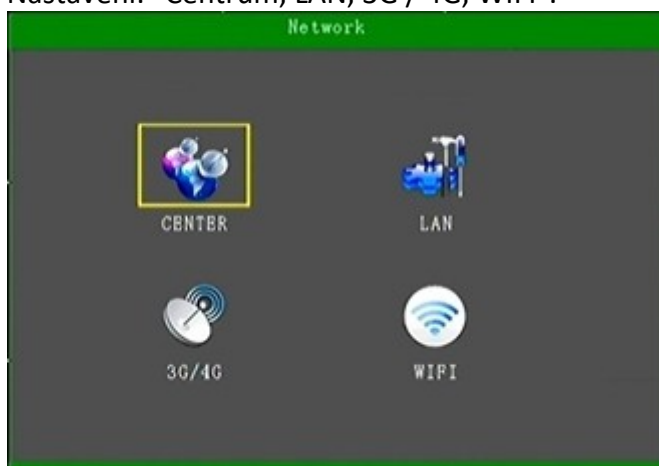 Nastavení: "Centrum, LAN, 3G / 4G, WIFI".
Network
CENTER LAN
3G/4G WIFI